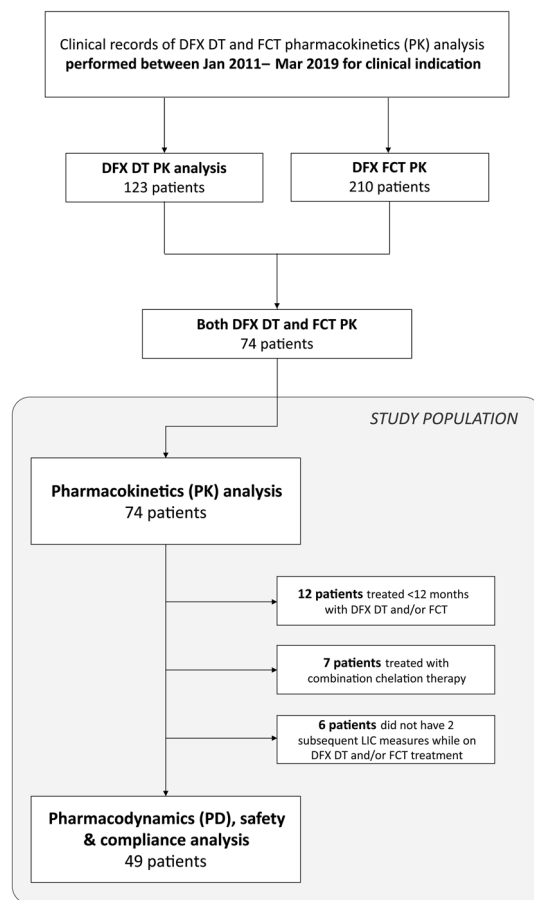 Clinical records of DFX DT and FCT pharmacokinetics (PK) analysis
performed between Jan 2011– Mar 2019 for clinical indication
DFX DT PK analysis
123 patients
DFX FCT PK
210 patients
Both DFX DT and FCT PK
74 patients
STUDY POPULATION
Pharmacokinetics (PK) analysis
74 patients
12 patients treated <12 months
with DFX DT and/or FCT
7 patients treated with
combination chelation therapy
6 patients did not have 2
subsequent LIC measures while on
DFX DT and/or FCT treatment
Pharmacodynamics (PD), safety
& compliance analysis
49 patients